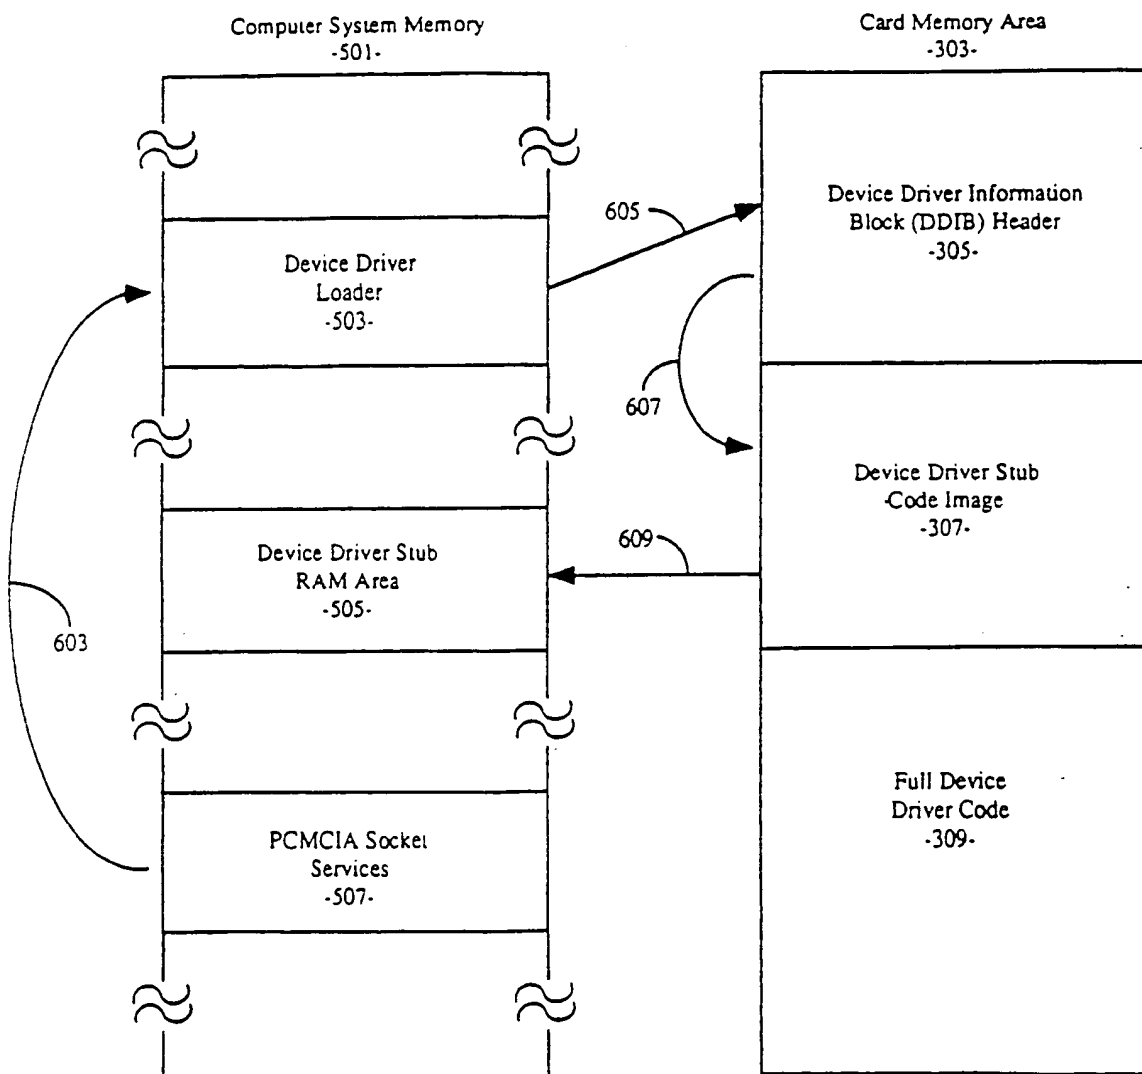 Computer System Memory
-501-
Card Memory Area
-303-
605
Device Driver Information
Block (DDIB) Header
-305-
Device Driver
Loader
-503-
607
Device Driver Stub
Code Image
-307-
609
Device Driver Stub
RAM Area
-505-
603
Full Device
Driver Code
-309-
PCMCIA Socket
Services
-507-